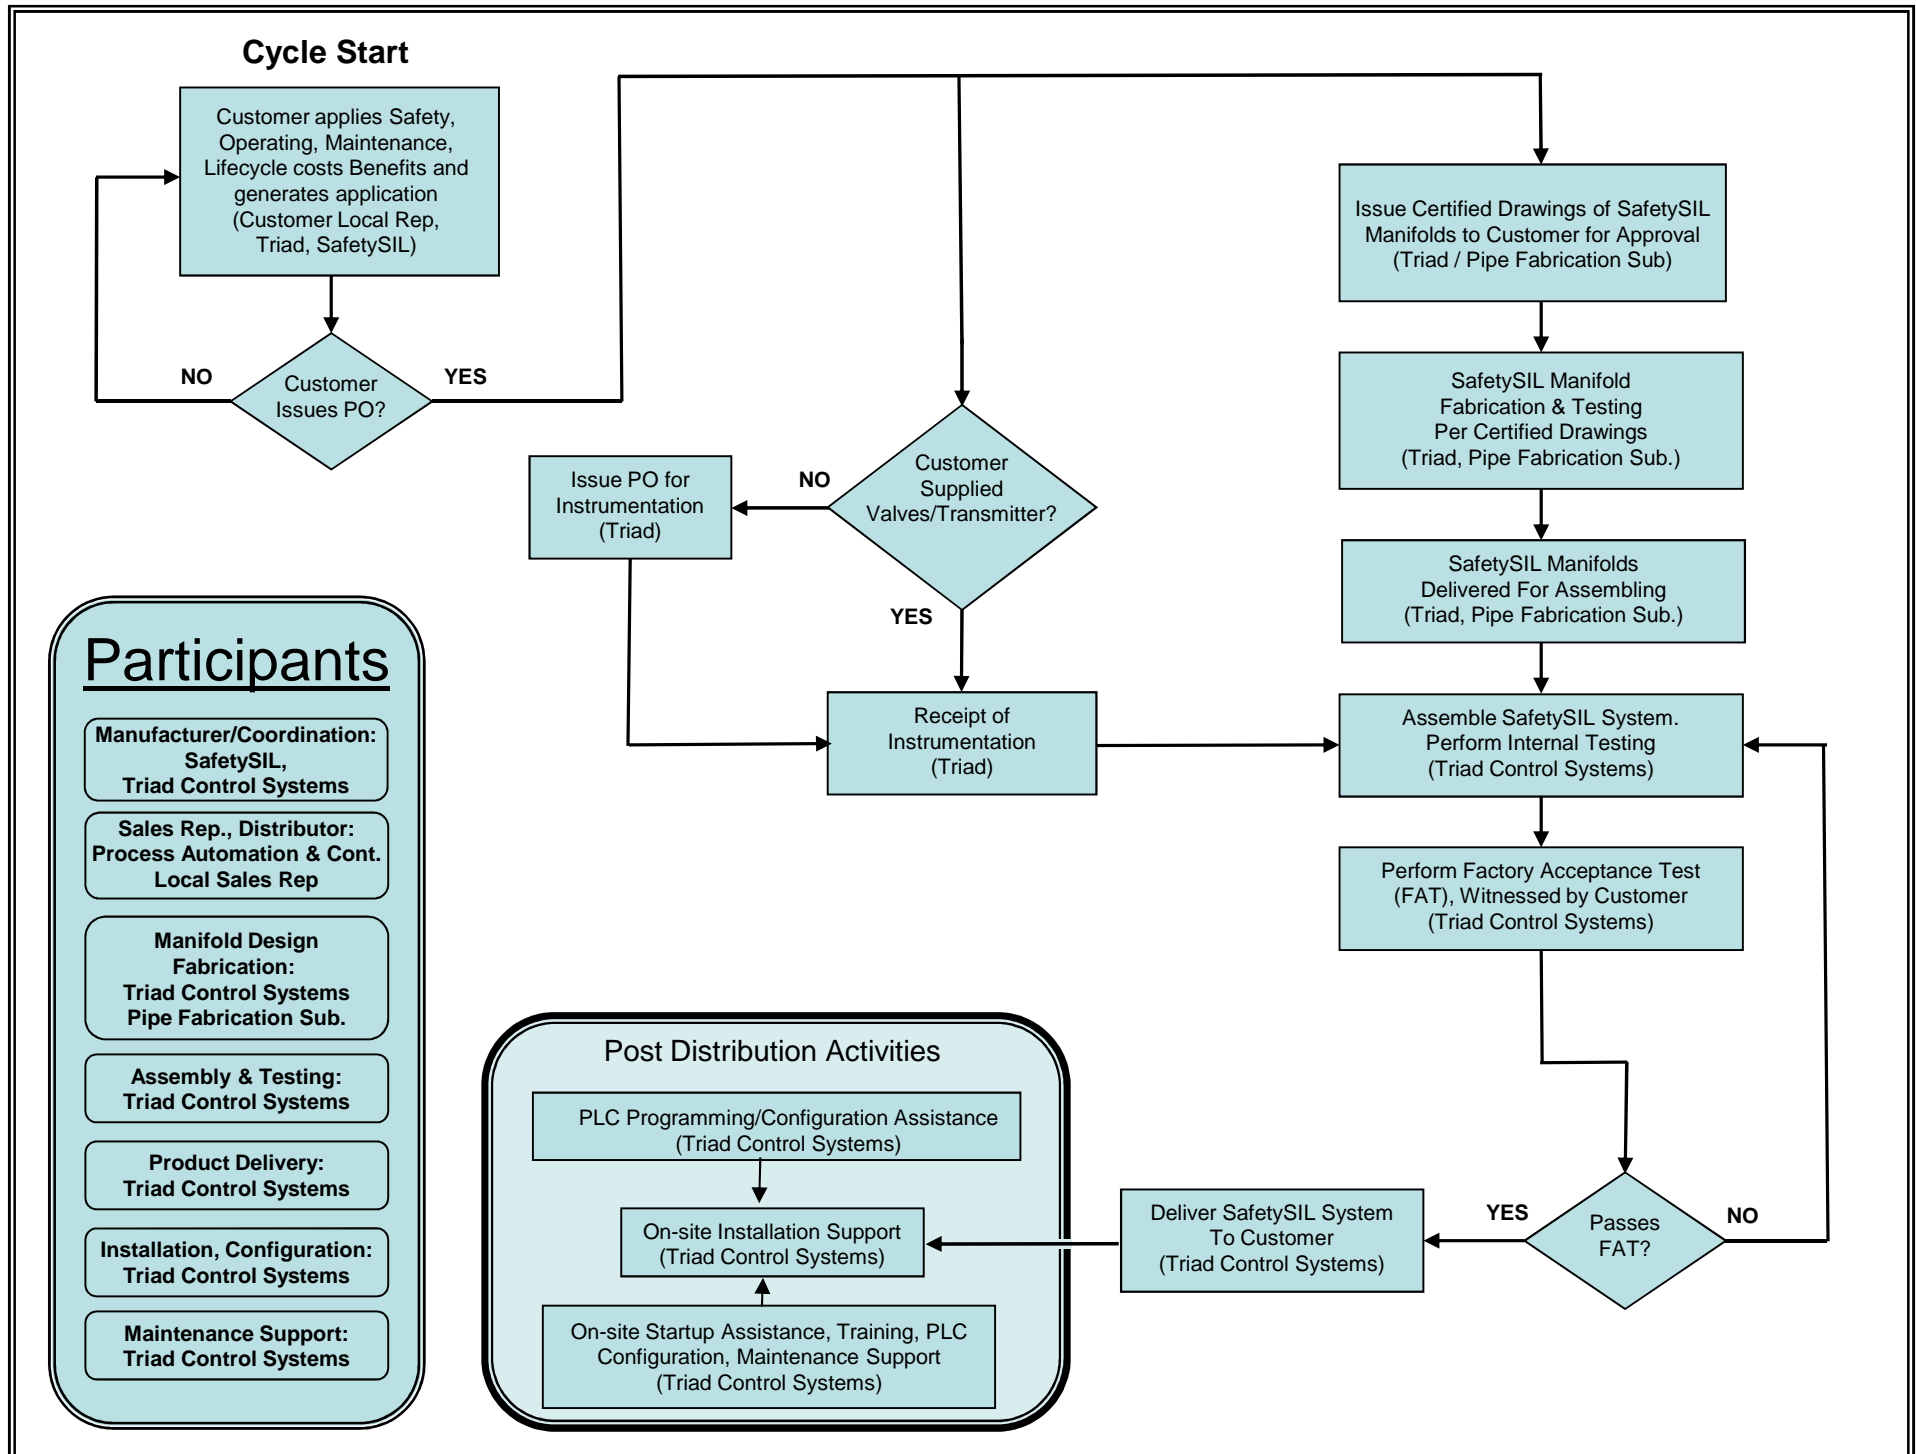 Cycle Start
Customer applies Safety,
Operating, Maintenance,
Lifecycle costs Benefits and
generates application
(Customer Local Rep,
Triad, SafetySIL)
NO
Customer
Issues PO?
YES
Issue PO for
Instrumentation
(Triad)
NO
Customer
Supplied
Valves/Transmitter?
YES
Receipt of
Instrumentation
(Triad)
Issue Certified Drawings of SafetySIL
Manifolds to Customer for Approval
(Triad / Pipe Fabrication Sub)
SafetySIL Manifold
Fabrication & Testing
Per Certified Drawings
(Triad, Pipe Fabrication Sub.)
SafetySIL Manifolds
Delivered For Assembling
(Triad, Pipe Fabrication Sub.)
Assemble SafetySIL System.
Perform Internal Testing
(Triad Control Systems)
Perform Factory Acceptance Test
(FAT), Witnessed by Customer
(Triad Control Systems)
YES
Passes
FAT?
NO
Deliver SafetySIL System
To Customer
(Triad Control Systems)
Post Distribution Activities
PLC Programming/Configuration Assistance
(Triad Control Systems)
On-site Installation Support
(Triad Control Systems)
On-site Startup Assistance, Training, PLC
Configuration, Maintenance Support
(Triad Control Systems)
Participants
Manufacturer/Coordination:
SafetySIL,
Triad Control Systems
Sales Rep., Distributor:
Process Automation & Cont.
Local Sales Rep
Manifold Design
Fabrication:
Triad Control Systems
Pipe Fabrication Sub.
Assembly & Testing:
Triad Control Systems
Product Delivery:
Triad Control Systems
Installation, Configuration:
Triad Control Systems
Maintenance Support:
Triad Control Systems